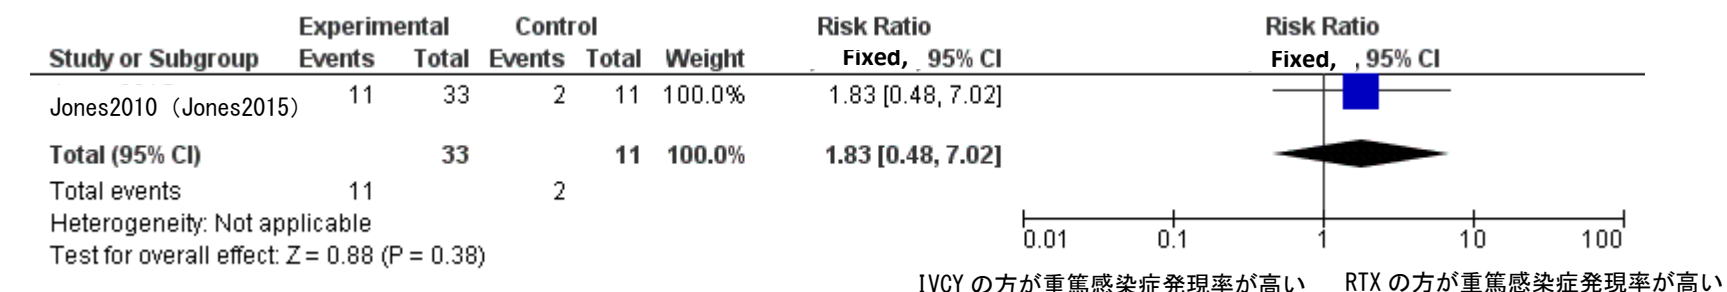 Experimental Control Risk Ratio Risk Ratio
Study or Subgroup Events Total Events Total Weight Fixed, 95% CI Fixed, , 95% CI
Jones2010 (Jones2015) 11 33 2 11 100.0% 1.83 [0.48, 7.02]
Total (95% CI) 33 11 100.0% 1.83 [0.48, 7.02]
Total events 11 2
Heterogeneity: Not applicable
Test for overall effect: Z = 0.88 (P = 0.38)
0.01 0.1 1 10 100
IVCY の方が重篤感染症発現率が高い RTX の方が重篤感染症発現率が高い